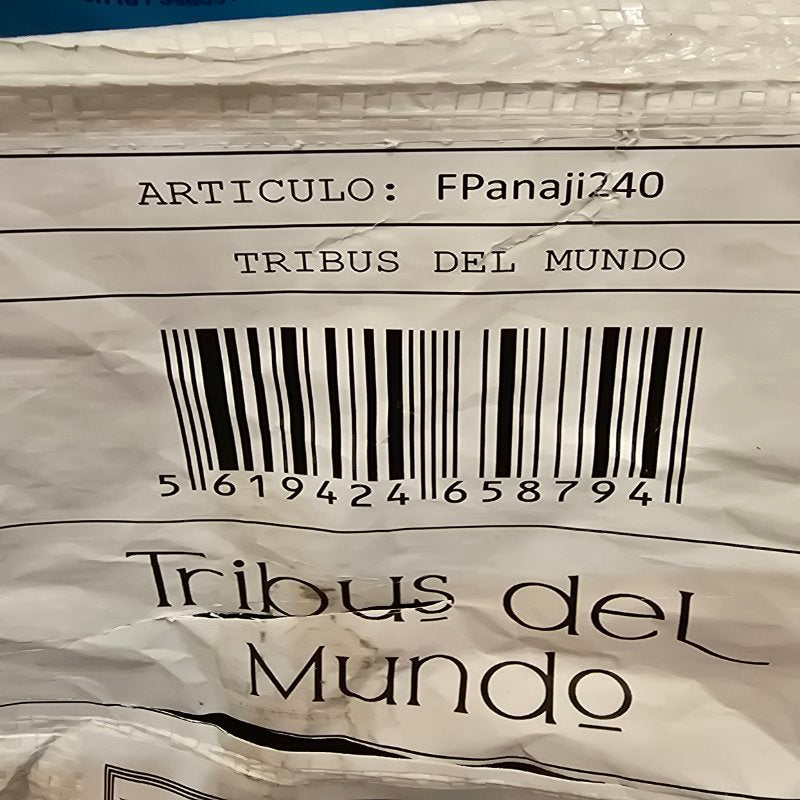 ARTICULO: FPanaji240
TRIBUS DEL MUNDO
5 619424 658794
Tribus del
Mundo